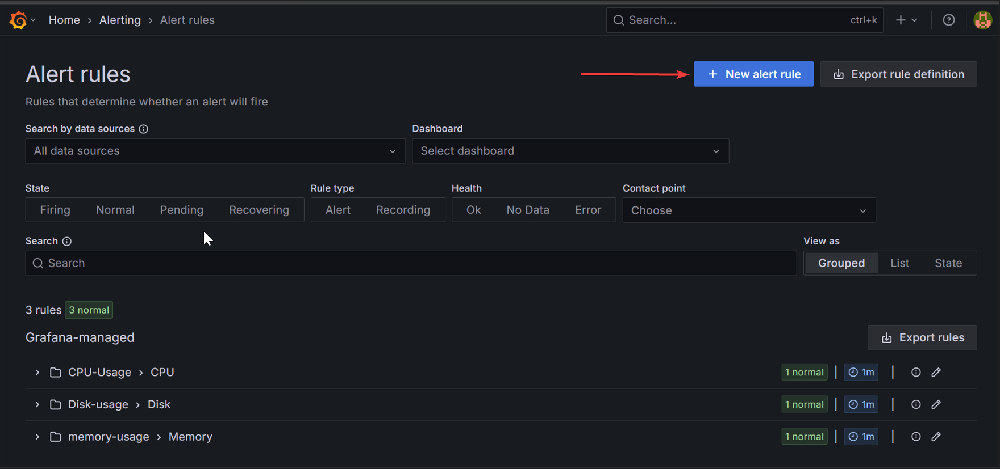 Home › Alerting › Alert rules
Search... ctrl+k
Alert rules
New alert rule
Export rule definition
Rules that determine whether an alert will fire
Search by data sources
Dashboard
All data sources
Select dashboard
State
Rule type
Health
Contact point
Firing Normal Pending Recovering
Alert Recording
Ok No Data Error
Choose
Search
View as
Search
Grouped List State
3 rules 3 normal
Grafana-managed
Export rules
CPU-Usage › CPU
1 normal | 1m |
Disk-usage › Disk
1 normal | 1m |
memory-usage › Memory
1 normal | 1m |